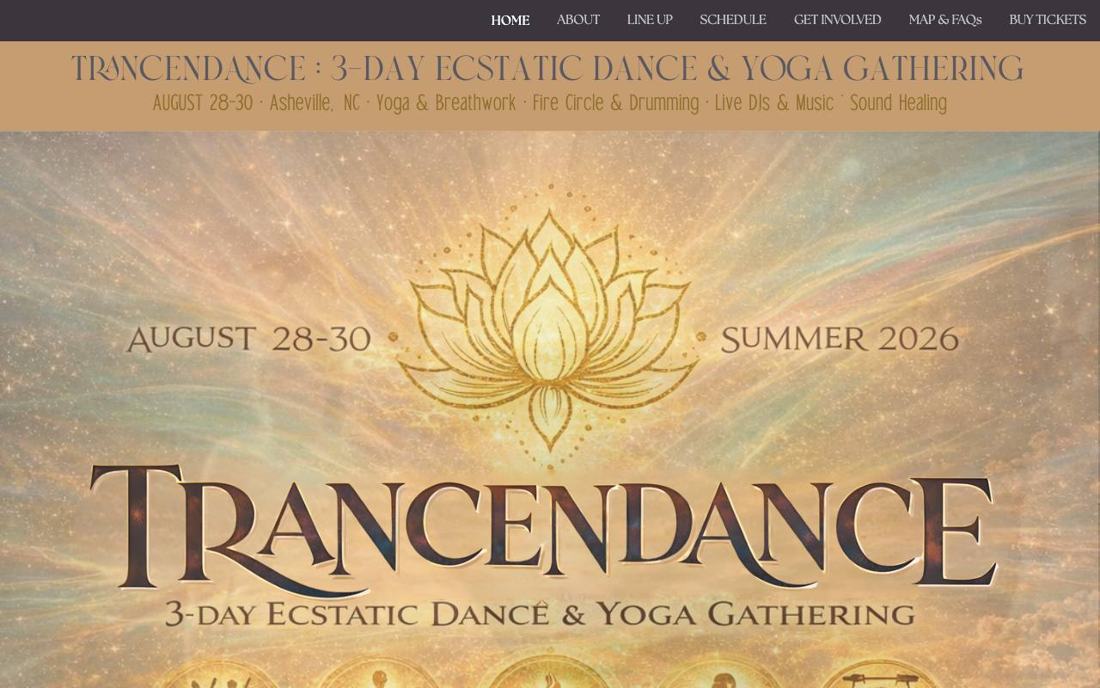 HOME ABOUT LINE UP SCHEDULE GET INVOLVED MAP & FAQs BUY TICKETS
TRANCENDANCE : 3-DAY ECSTATIC DANCE & YOGA GATHERING
AUGUST 28-30 · Asheville, NC · Yoga & Breathwork · Fire Circle & Drumming · Live DJs & Music ˙ Sound Healing
AUGUST 28-30
SUMMER 2026
TRANCENDANCE
3-DAY ECSTATIC DANCE & YOGA GATHERING